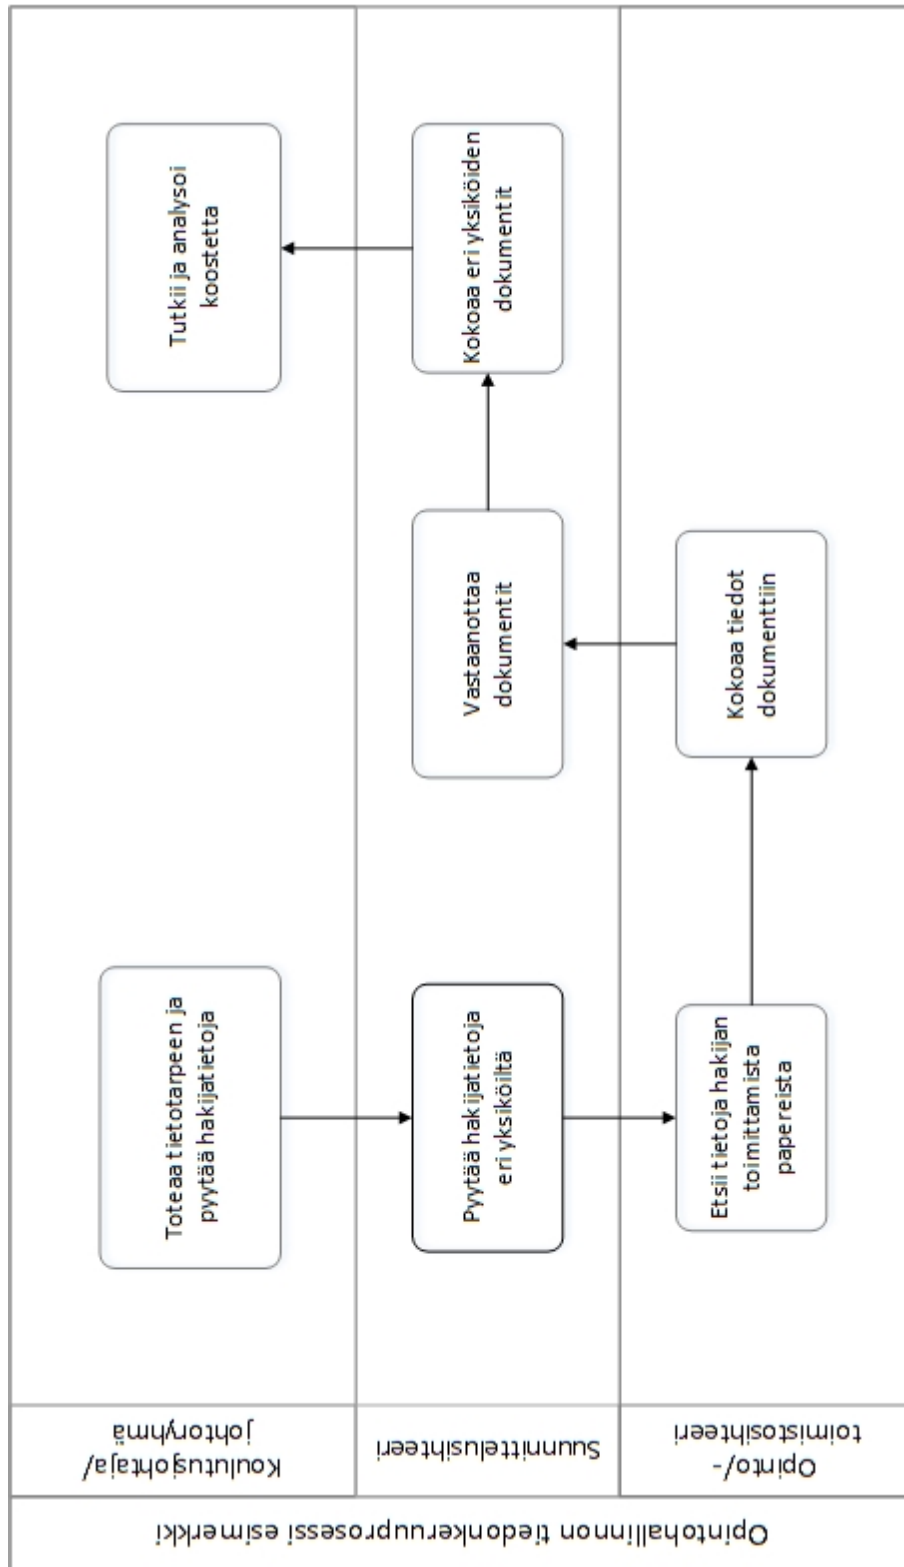 Opintohallinnon tiedonkeruuprosessi esimerkki
Koulutusjohtaja/
johtoryhmä
Toteaa tietotarpeen ja
pyytää hakijatietoja
Tutkii ja analysoi
koostetta
Suunnittelusihteeri
Pyytää hakijatietoja
eri yksiköiltä
Vastaanottaa
dokumentit
Kokoaa eri yksiköiden
dokumentit
Opinto/-
toimistosihteeri
Etsii tietoja hakijan
toimittamista
papereista
Kokoaa tiedot
dokumenttiin